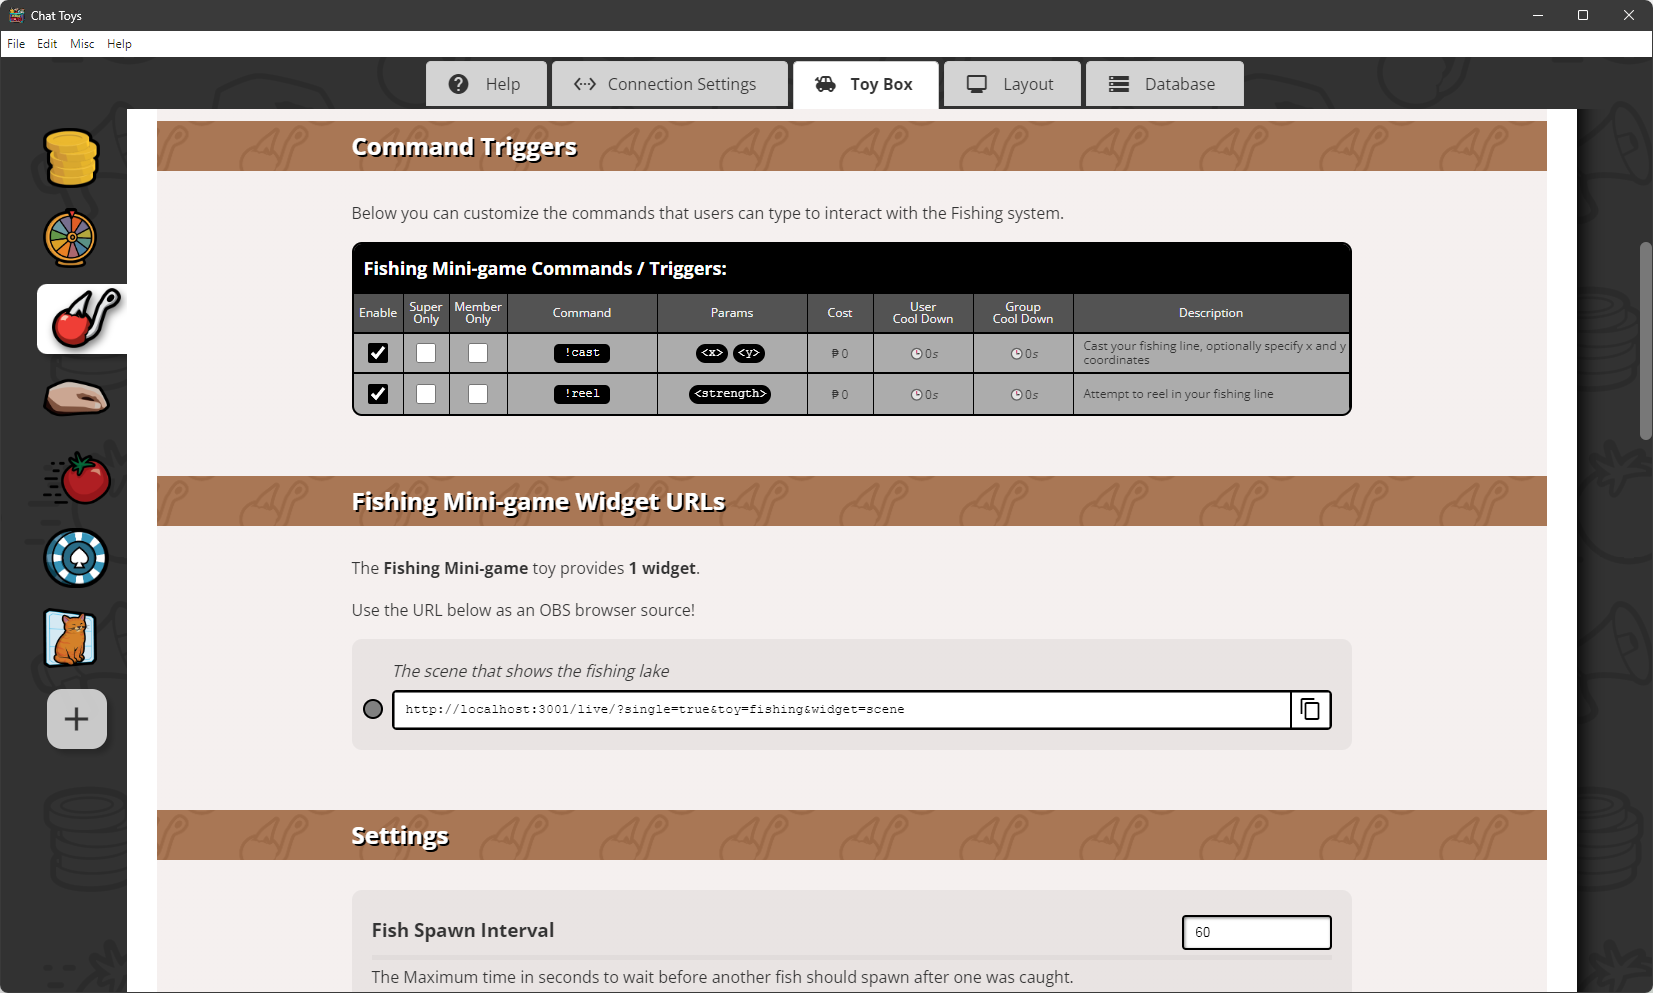 Chat Toys
File Edit Misc Help
Help
Connection Settings
Toy Box
Layout
Database
Command Triggers
Below you can customize the commands that users can type to interact with the Fishing system.
Fishing Mini-game Commands / Triggers:
Enable
Super Only
Member Only
Command
Params
Cost
User Cool Down
Group Cool Down
Description
!cast
<x> <y>
₱ 0
0s
0s
Cast your fishing line, optionally specify x and y
coordinates
!reel
<strength>
₱ 0
0s
0s
Attempt to reel in your fishing line
Fishing Mini-game Widget URLs
The Fishing Mini-game toy provides 1 widget.
Use the URL below as an OBS browser source!
The scene that shows the fishing lake
http://localhost:3001/live/?single=true&toy=fishing&widget=scene
Settings
Fish Spawn Interval
60
The Maximum time in seconds to wait before another fish should spawn after one was caught.